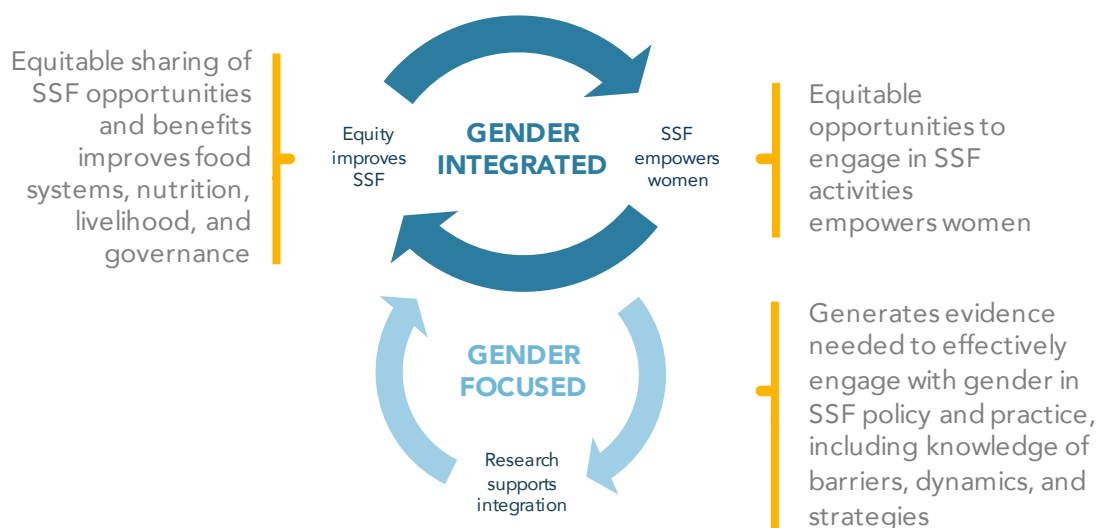 Equitable sharing of
SSF opportunities
and benefits
improves food
systems, nutrition,
livelihood, and
governance
Equity
improves
SSF
GENDER
INTEGRATED
SSF
empowers
women
Equitable
opportunities to
engage in SSF
activities
empowers women
GENDER
FOCUSED
Research
supports
integration
Generates evidence
needed to effectively
engage with gender in
SSF policy and practice,
including knowledge of
barriers, dynamics, and
strategies